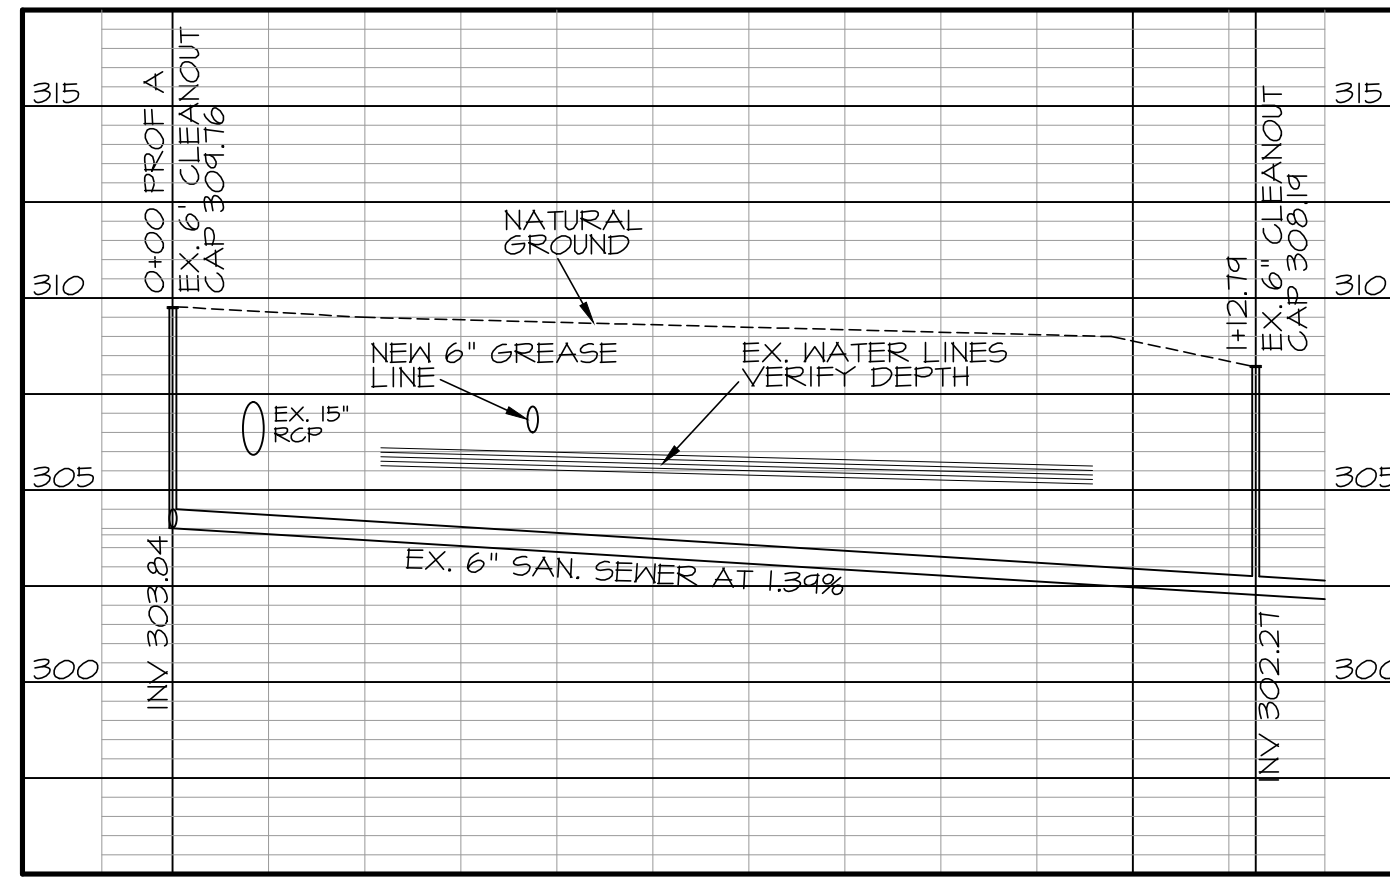 315
310
305
300
0+00 PROF A
EX. 6" CLEANOUT
CAP 309.76
INV 303.84
NATURAL
GROUND
NEW 6" GREASE
LINE
EX. 15"
RCP
EX. WATER LINES
VERIFY DEPTH
EX. 6" SAN. SEWER AT 1.39%
1+12.79
EX. 6" CLEANOUT
CAP 308.19
INV 302.27
315
310
305
300